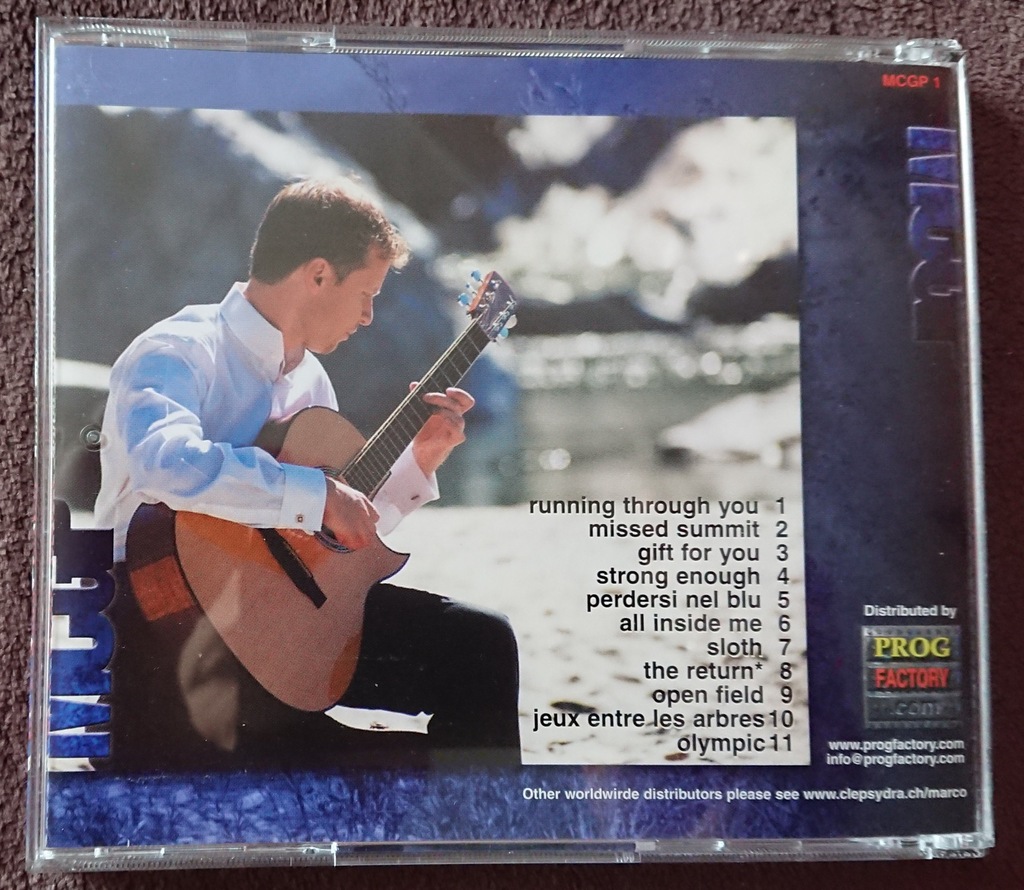 MCGP 1
running through you 1
missed summit 2
gift for you 3
strong enough 4
perdersi nel blu 5
all inside me 6
sloth 7
the return* 8
open field 9
jeux entre les arbres 10
olympic 11
Distributed by
PROG
FACTORY
.com
www.progfactory.com
info@progfactory.com
Other worldwirde distributors please see www.clepsydra.ch/marco